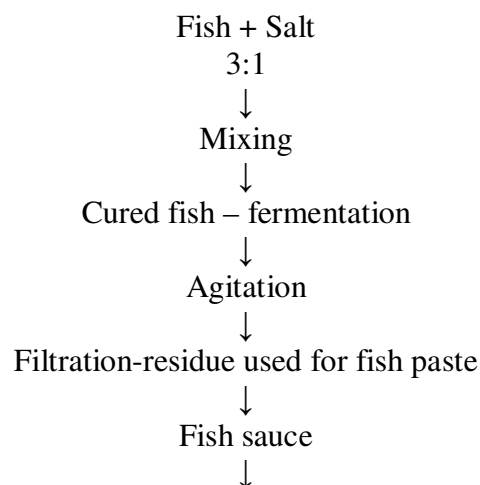 Fish + Salt
3:1
↓
Mixing
↓
Cured fish – fermentation
↓
Agitation
↓
Filtration-residue used for fish paste
↓
Fish sauce
↓